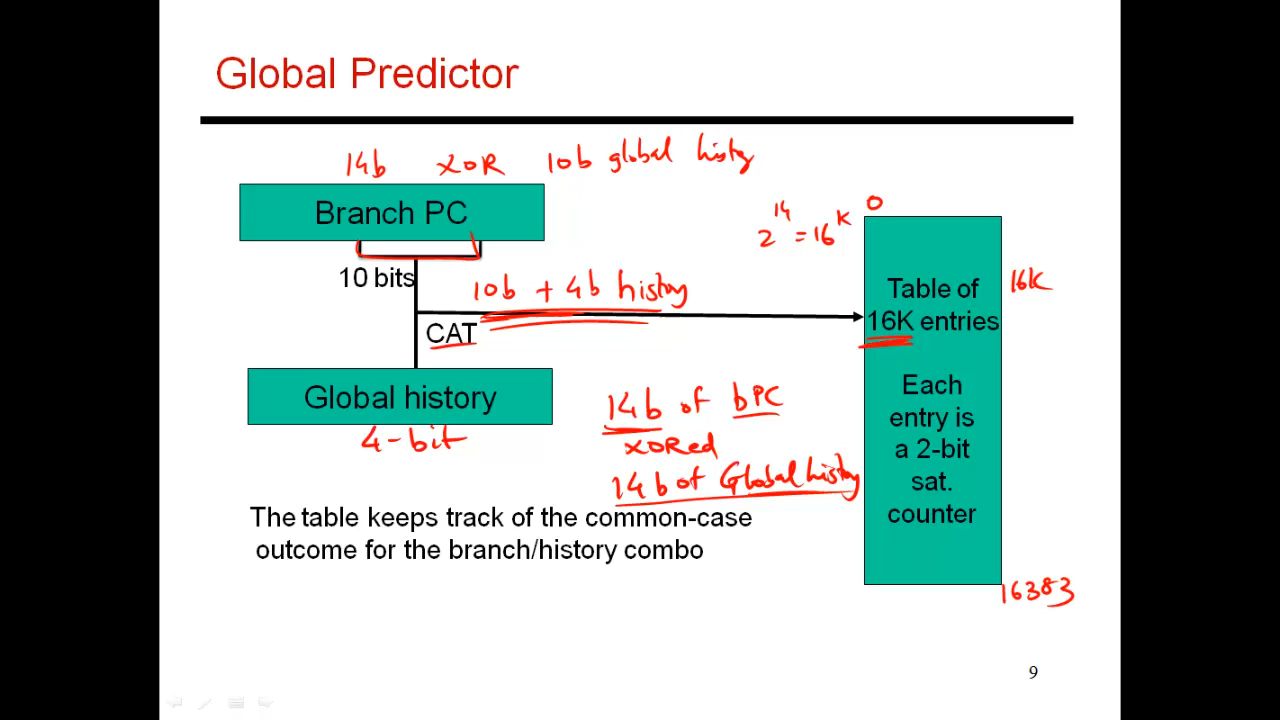 Global Predictor
14b XOR 10b global history
Branch PC
2^14 = 16K
0
10 bits
10b + 4b history
CAT
Table of
16K entries
16K
Each
entry is
a 2-bit
sat.
counter
Global history
4-bit
14b of bPC
XORed
14b of Global history
The table keeps track of the common-case
outcome for the branch/history combo
16383
9